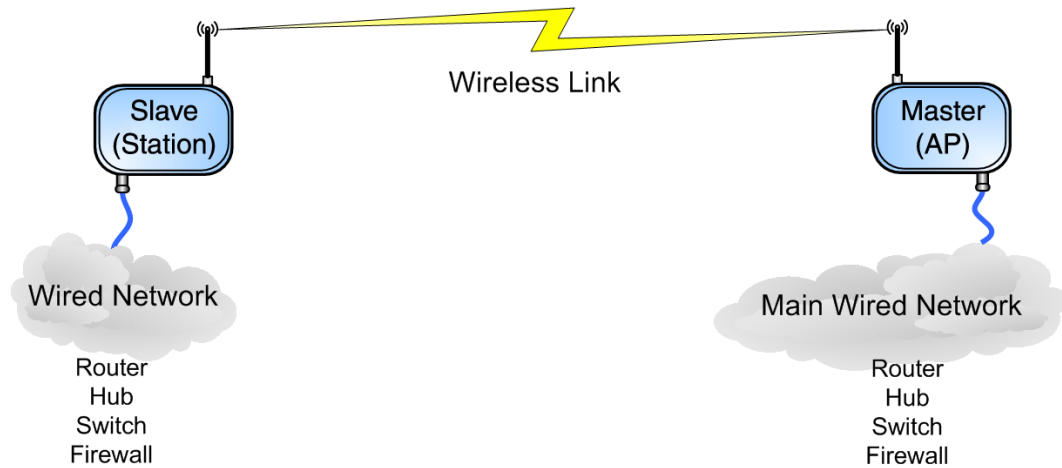 Wireless Link
Slave
(Station)
Master
(AP)
Wired Network
Main Wired Network
Router
Hub
Switch
Firewall
Router
Hub
Switch
Firewall